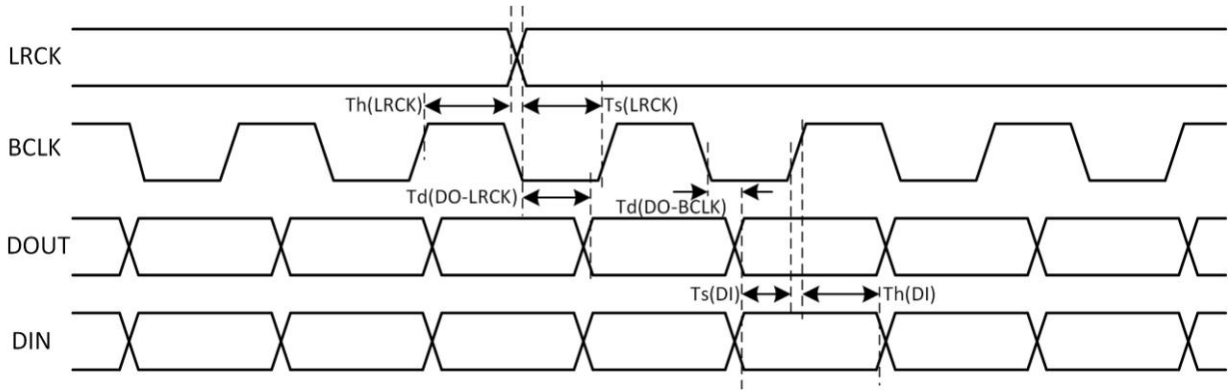 LRCK
Th(LRCK)
Ts(LRCK)
BCLK
Td(DO-LRCK)
Td(DO-BCLK)
DOUT
Ts(DI)
Th(DI)
DIN